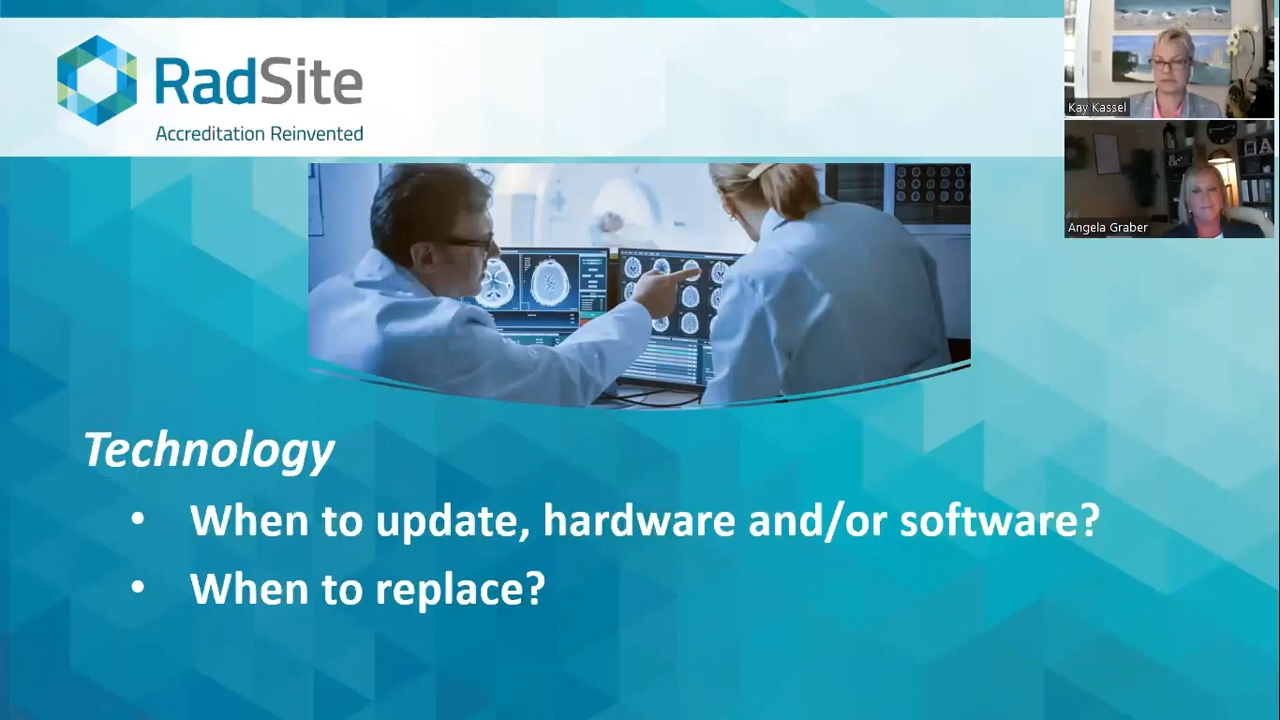 RadSite
Accreditation Reinvented
Kay Kassel
Angela Graber
Technology
• When to update, hardware and/or software?
• When to replace?